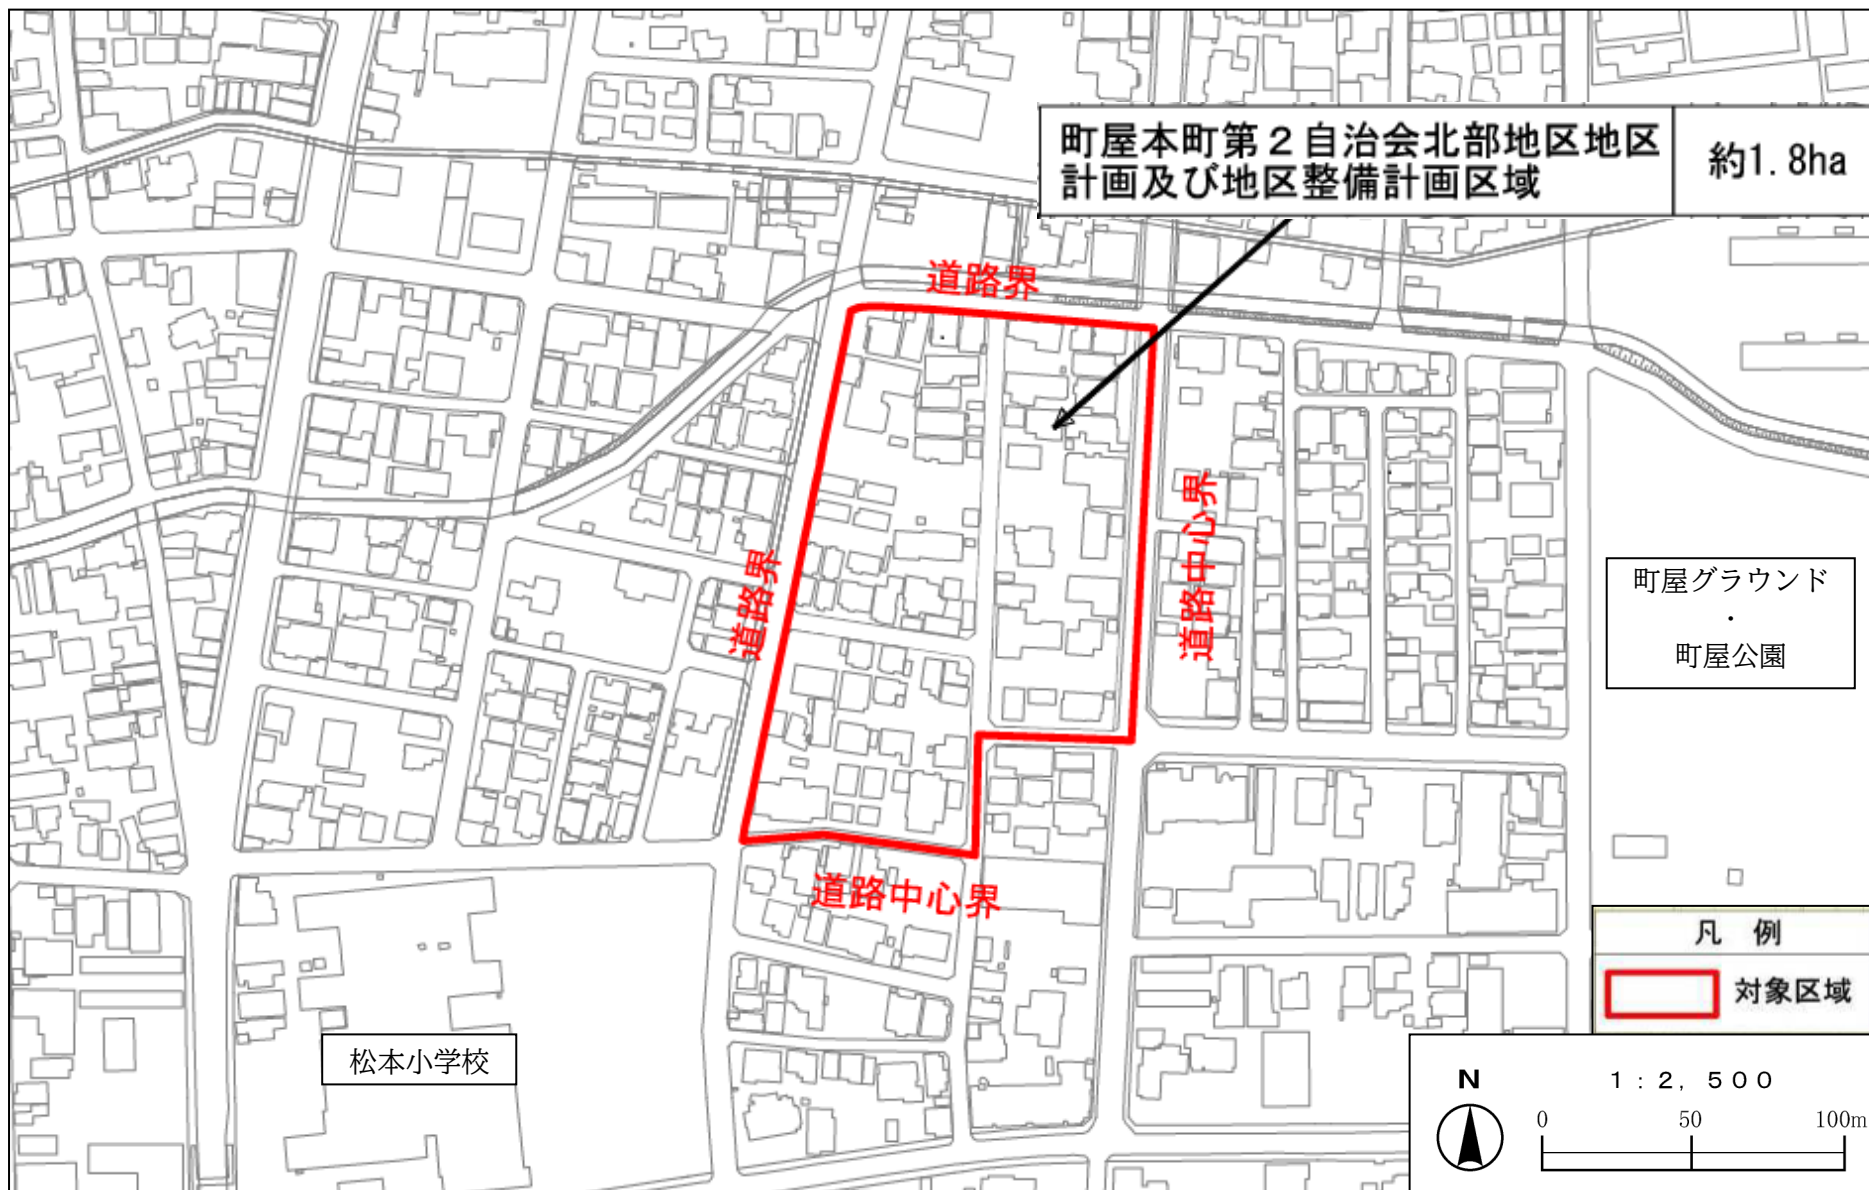 町屋本町第２自治会北部地区地区
計画及び地区整備計画区域
約1.8ha
道路界
道路界
道路中心界
道路中心界
町屋グラウンド
・
町屋公園
松本小学校
凡 例
対象区域
N
1：2，500
0 50 100m